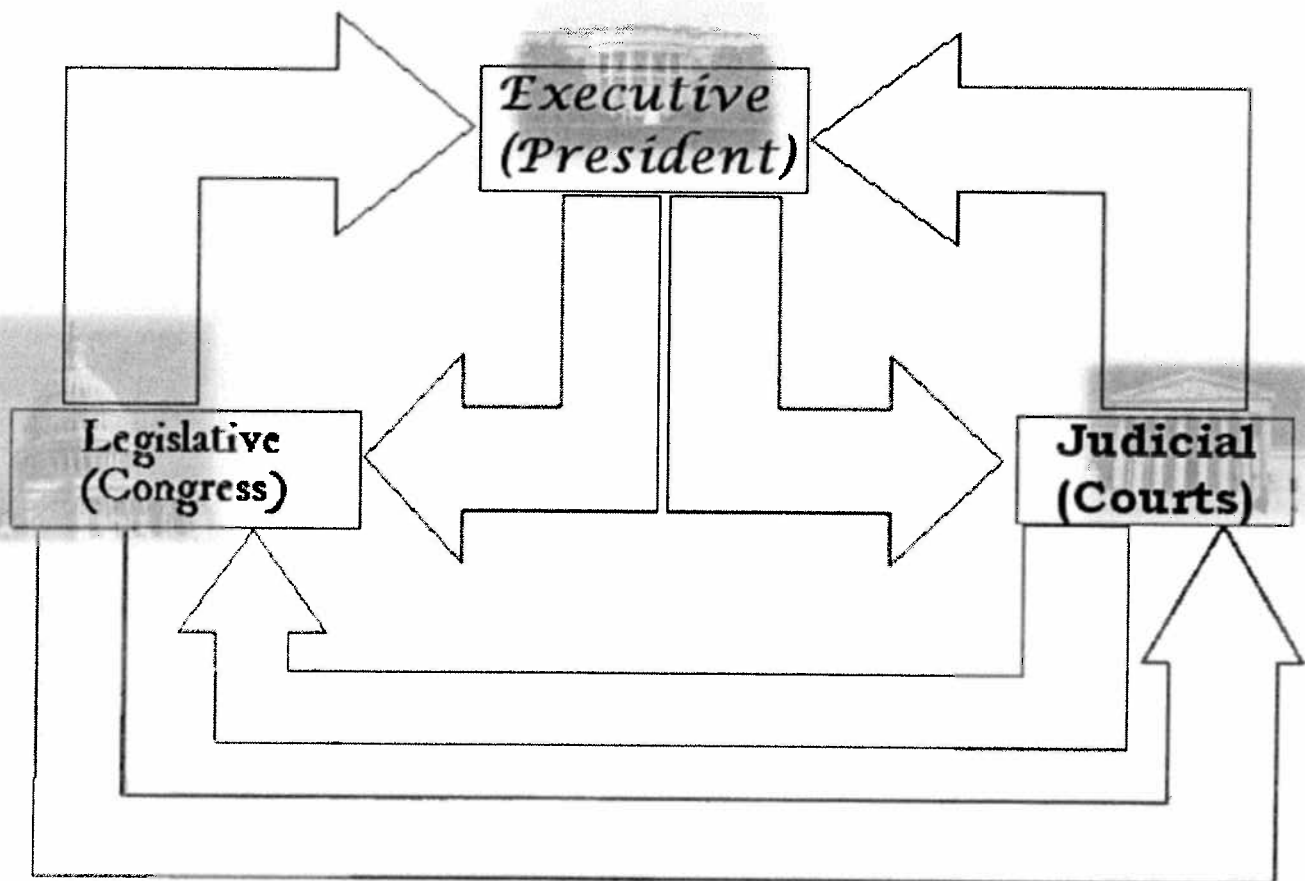 Executive
(President)
Legislative
(Congress)
Judicial
(Courts)